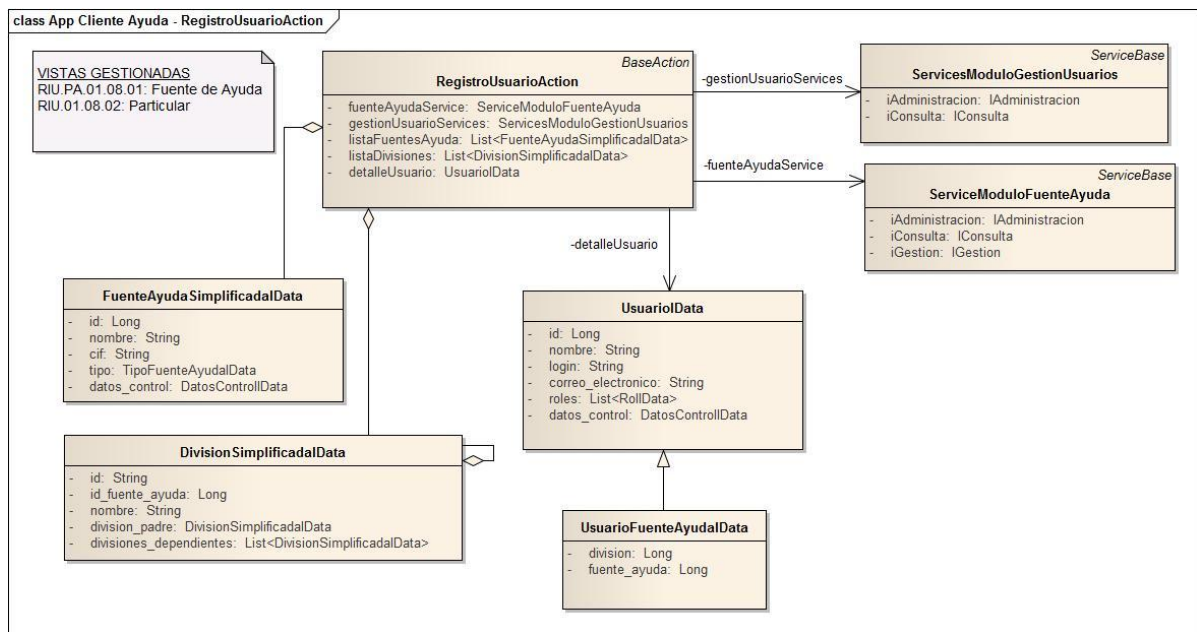 class App Cliente Ayuda - RegistroUsuarioAction
VISTAS GESTIONADAS
RIU.PA.01.08.01: Fuente de Ayuda
RIU.01.08.02: Particular
BaseAction
RegistroUsuarioAction
- fuenteAyudaService: ServiceModuloFuenteAyuda
- gestionUsuarioServices: ServicesModuloGestionUsuarios
- listaFuentesAyuda: List<FuenteAyudaSimplificadaIData>
- listaDivisiones: List<DivisionSimplificadaIData>
- detalleUsuario: UsuarioIData
-gestionUsuarioServices
ServiceBase
ServicesModuloGestionUsuarios
- iAdministracion: IAdministracion
- iConsulta: IConsulta
-fuenteAyudaService
ServiceBase
ServiceModuloFuenteAyuda
- iAdministracion: IAdministracion
- iConsulta: IConsulta
- iGestion: IGestion
-detalleUsuario
FuenteAyudaSimplificadaIData
- id: Long
- nombre: String
- cif: String
- tipo: TipoFuenteAyudaIData
- datos_control: DatosControlIData
UsuarioIData
- id: Long
- nombre: String
- login: String
- correo_electronico: String
- roles: List<RolIData>
- datos_control: DatosControlIData
DivisionSimplificadaIData
- id: String
- id_fuente_ayuda: Long
- nombre: String
- division_padre: DivisionSimplificadaIData
- divisiones_dependientes: List<DivisionSimplificadaIData>
UsuarioFuenteAyudaIData
- division: Long
- fuente_ayuda: Long